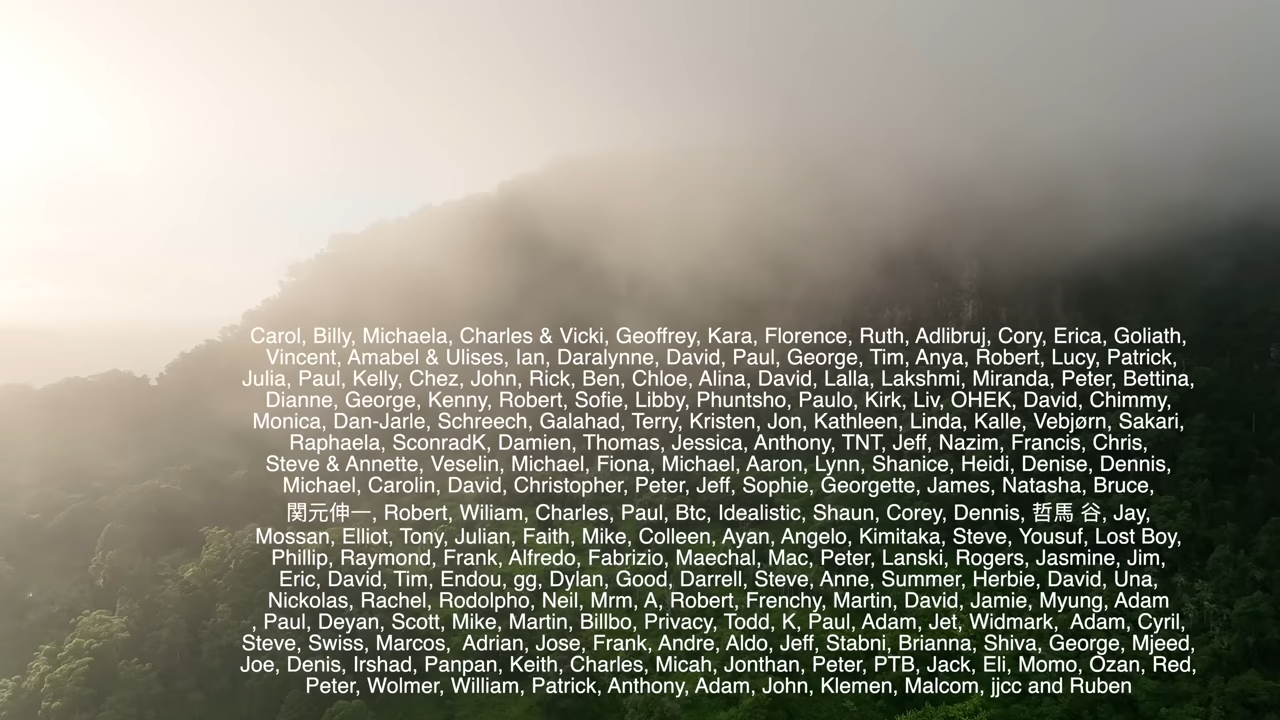 Carol, Billy, Michaela, Charles & Vicki, Geoffrey, Kara, Florence, Ruth, Adlibruj, Cory, Erica, Goliath,
Vincent, Amabel & Ulises, Ian, Daralynne, David, Paul, George, Tim, Anya, Robert, Lucy, Patrick,
Julia, Paul, Kelly, Chez, John, Rick, Ben, Chloe, Alina, David, Lalla, Lakshmi, Miranda, Peter, Bettina,
Dianne, George, Kenny, Robert, Sofie, Libby, Phuntsho, Paulo, Kirk, Liv, OHEK, David, Chimmy,
Monica, Dan-Jarle, Schreech, Galahad, Terry, Kristen, Jon, Kathleen, Linda, Kalle, Vebjørn, Sakari,
Raphaela, SconradK, Damien, Thomas, Jessica, Anthony, TNT, Jeff, Nazim, Francis, Chris,
Steve & Annette, Veselin, Michael, Fiona, Michael, Aaron, Lynn, Shanice, Heidi, Denise, Dennis,
Michael, Carolin, David, Christopher, Peter, Jeff, Sophie, Georgette, James, Natasha, Bruce,
関元伸一, Robert, Wiliam, Charles, Paul, Btc, Idealistic, Shaun, Corey, Dennis, 哲馬 谷, Jay,
Mossan, Elliot, Tony, Julian, Faith, Mike, Colleen, Ayan, Angelo, Kimitaka, Steve, Yousuf, Lost Boy,
Phillip, Raymond, Frank, Alfredo, Fabrizio, Maechal, Mac, Peter, Lanski, Rogers, Jasmine, Jim,
Eric, David, Tim, Endou, gg, Dylan, Good, Darrell, Steve, Anne, Summer, Herbie, David, Una,
Nickolas, Rachel, Rodolpho, Neil, Mrm, A, Robert, Frenchy, Martin, David, Jamie, Myung, Adam
, Paul, Deyan, Scott, Mike, Martin, Billbo, Privacy, Todd, K, Paul, Adam, Jet, Widmark, Adam, Cyril,
Steve, Swiss, Marcos, Adrian, Jose, Frank, Andre, Aldo, Jeff, Stabni, Brianna, Shiva, George, Mjeed,
Joe, Denis, Irshad, Panpan, Keith, Charles, Micah, Jonthan, Peter, PTB, Jack, Eli, Momo, Ozan, Red,
Peter, Wolmer, William, Patrick, Anthony, Adam, John, Klemen, Malcom, jjcc and Ruben